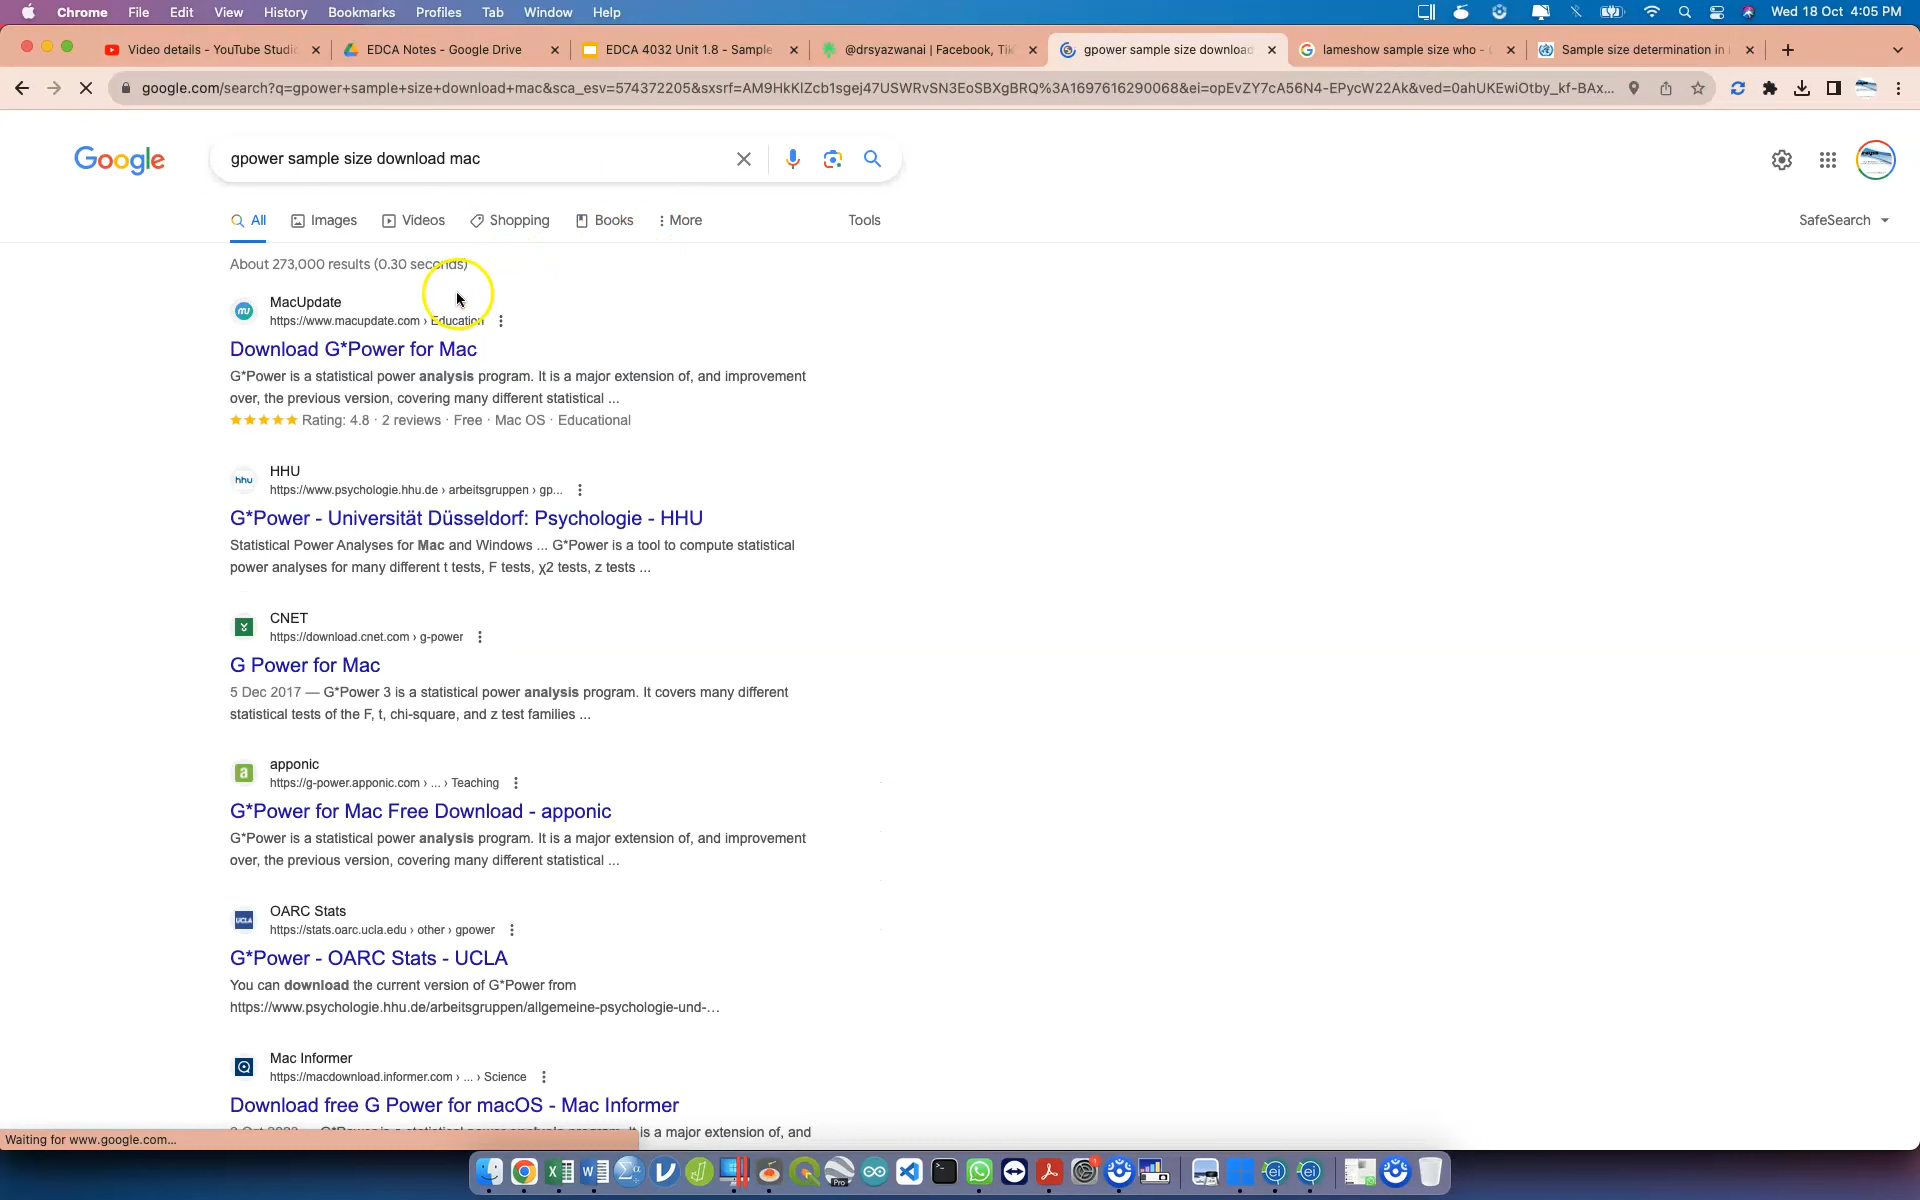 Chrome File Edit View History Bookmarks Profiles Tab Window Help Wed 18 Oct 4:05 PM
Video details - YouTube Studio EDCA Notes - Google Drive EDCA 4032 Unit 1.8 - Sample @drsyazwanai | Facebook, Tik gpower sample size download lameshow sample size who - Sample size determination in
google.com/search?q=gpower+sample+size+download+mac&sca_esv=574372205&sxsrf=AM9HkKlZcb1sgej47USWRvSN3EoSBXgBRQ%3A1697616290068&ei=opEvZY7cA56N4-EPycW22Ak&ved=0ahUKEwiOtby_kf-BAx...
Google gpower sample size download mac
All Images Videos Shopping Books More Tools SafeSearch
About 273,000 results (0.30 seconds)
MacUpdate
https://www.macupdate.com › Education
Download G*Power for Mac
G*Power is a statistical power analysis program. It is a major extension of, and improvement
over, the previous version, covering many different statistical ...
Rating: 4.8 · 2 reviews · Free · Mac OS · Educational
hhu
HHU
https://www.psychologie.hhu.de › arbeitsgruppen › gp...
G*Power - Universität Düsseldorf: Psychologie - HHU
Statistical Power Analyses for Mac and Windows ... G*Power is a tool to compute statistical
power analyses for many different t tests, F tests, χ2 tests, z tests ...
CNET
https://download.cnet.com › g-power
G Power for Mac
5 Dec 2017 — G*Power 3 is a statistical power analysis program. It covers many different
statistical tests of the F, t, chi-square, and z test families ...
a
apponic
https://g-power.apponic.com › ... › Teaching
G*Power for Mac Free Download - apponic
G*Power is a statistical power analysis program. It is a major extension of, and improvement
over, the previous version, covering many different statistical ...
UCLA
OARC Stats
https://stats.oarc.ucla.edu › other › gpower
G*Power - OARC Stats - UCLA
You can download the current version of G*Power from
https://www.psychologie.hhu.de/arbeitsgruppen/allgemeine-psychologie-und-...
Mac Informer
https://macdownload.informer.com › ... › Science
Download free G Power for macOS - Mac Informer
is a major extension of, and
Waiting for www.google.com...